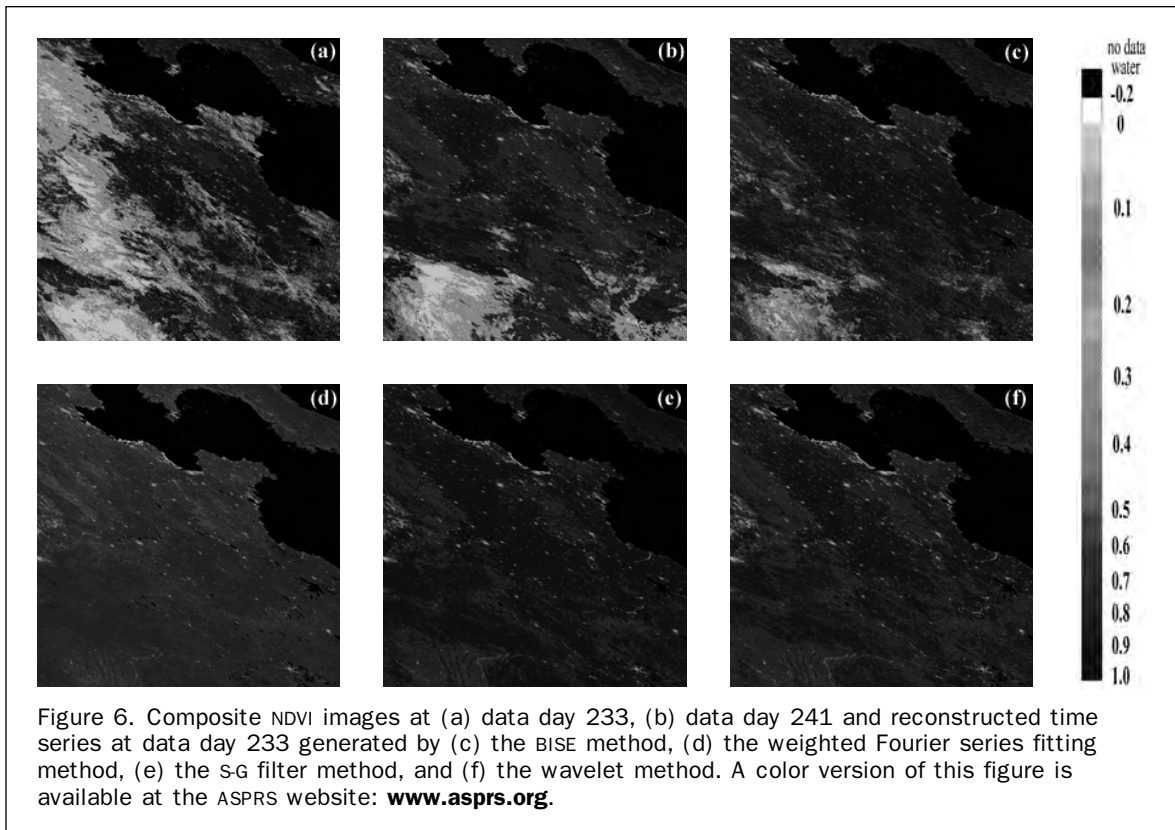 (a)
(b)
(c)
no data
water
-0.2
0
0.1
0.2
0.3
0.4
0.5
0.6
0.7
0.8
0.9
1.0
(d)
(e)
(f)
Figure 6. Composite NDVI images at (a) data day 233, (b) data day 241 and reconstructed time
series at data day 233 generated by (c) the BISE method, (d) the weighted Fourier series fitting
method, (e) the S-G filter method, and (f) the wavelet method. A color version of this figure is
available at the ASPRS website: www.asprs.org.